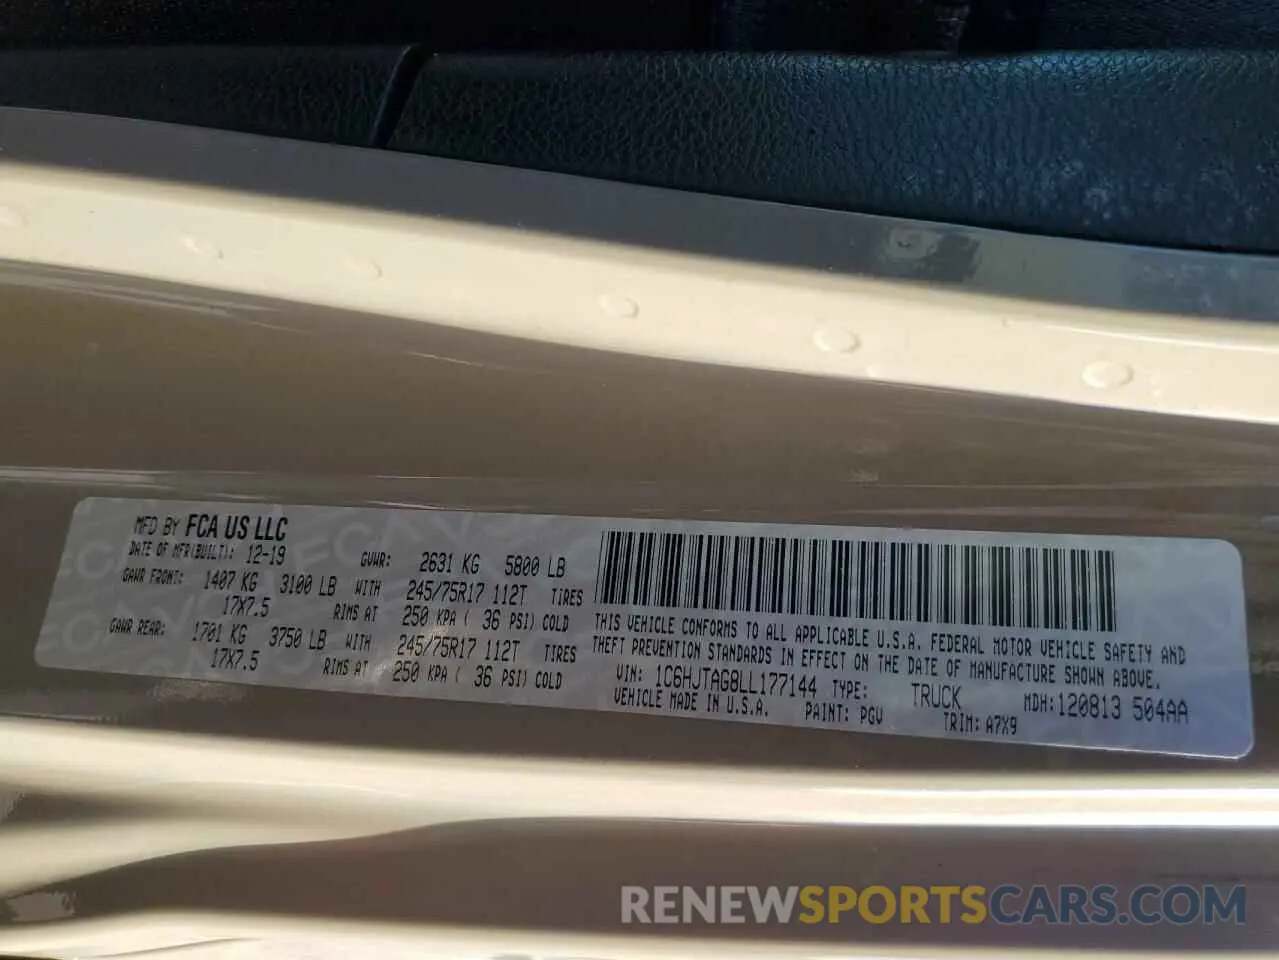 MFD BY FCA US LLC
DATE OF MFR(BUILT): 12-19
GVWR: 2631 KG 5800 LB
GAWR FRONT: 1407 KG 3100 LB WITH 245/75R17 112T TIRES
17X7.5 RIMS AT 250 KPA ( 36 PSI) COLD
GAWR REAR: 1701 KG 3750 LB WITH 245/75R17 112T TIRES
17X7.5 RIMS AT 250 KPA ( 36 PSI) COLD
THIS VEHICLE CONFORMS TO ALL APPLICABLE U.S.A. FEDERAL MOTOR VEHICLE SAFETY AND
THEFT PREVENTION STANDARDS IN EFFECT ON THE DATE OF MANUFACTURE SHOWN ABOVE.
VIN: 1C6HJTAG8LL177144 TYPE: TRUCK MDH: 120813 504AA
VEHICLE MADE IN U.S.A. PAINT: PGV TRIM: A7X9
RENEWSPORTSCARS.COM